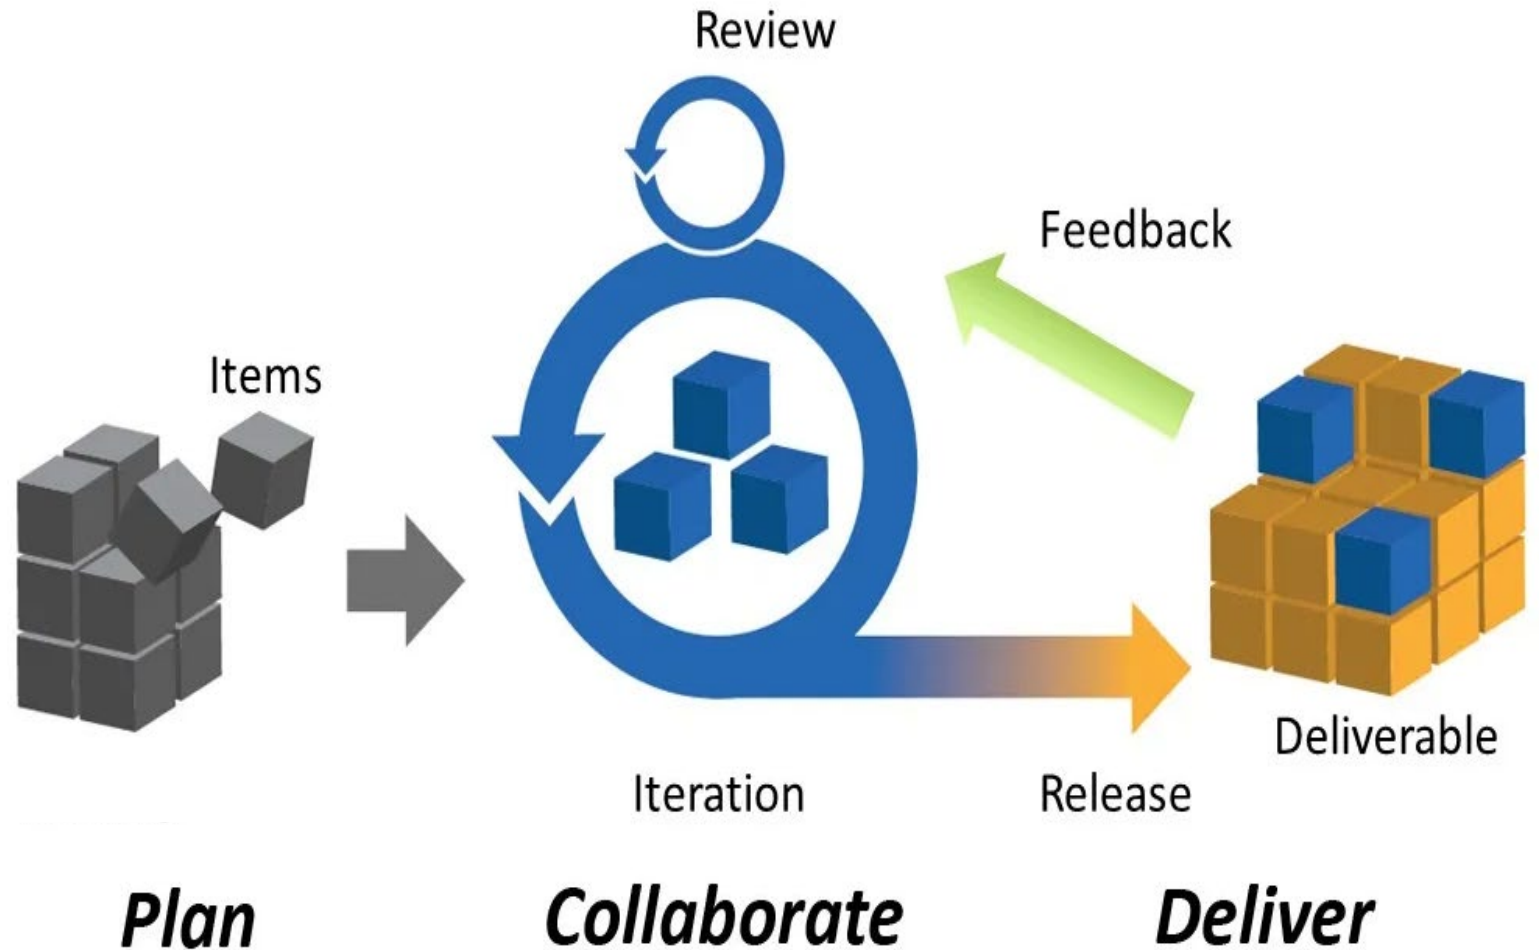 Review
Feedback
Items
Deliverable
Iteration
Release
Plan
Collaborate
Deliver